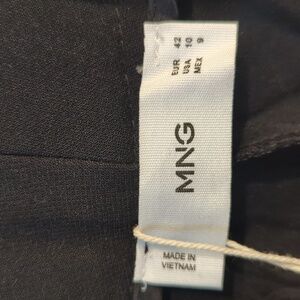 EUR 42
USA 10
MEX 9
MNG
MADE IN
VIETNAM